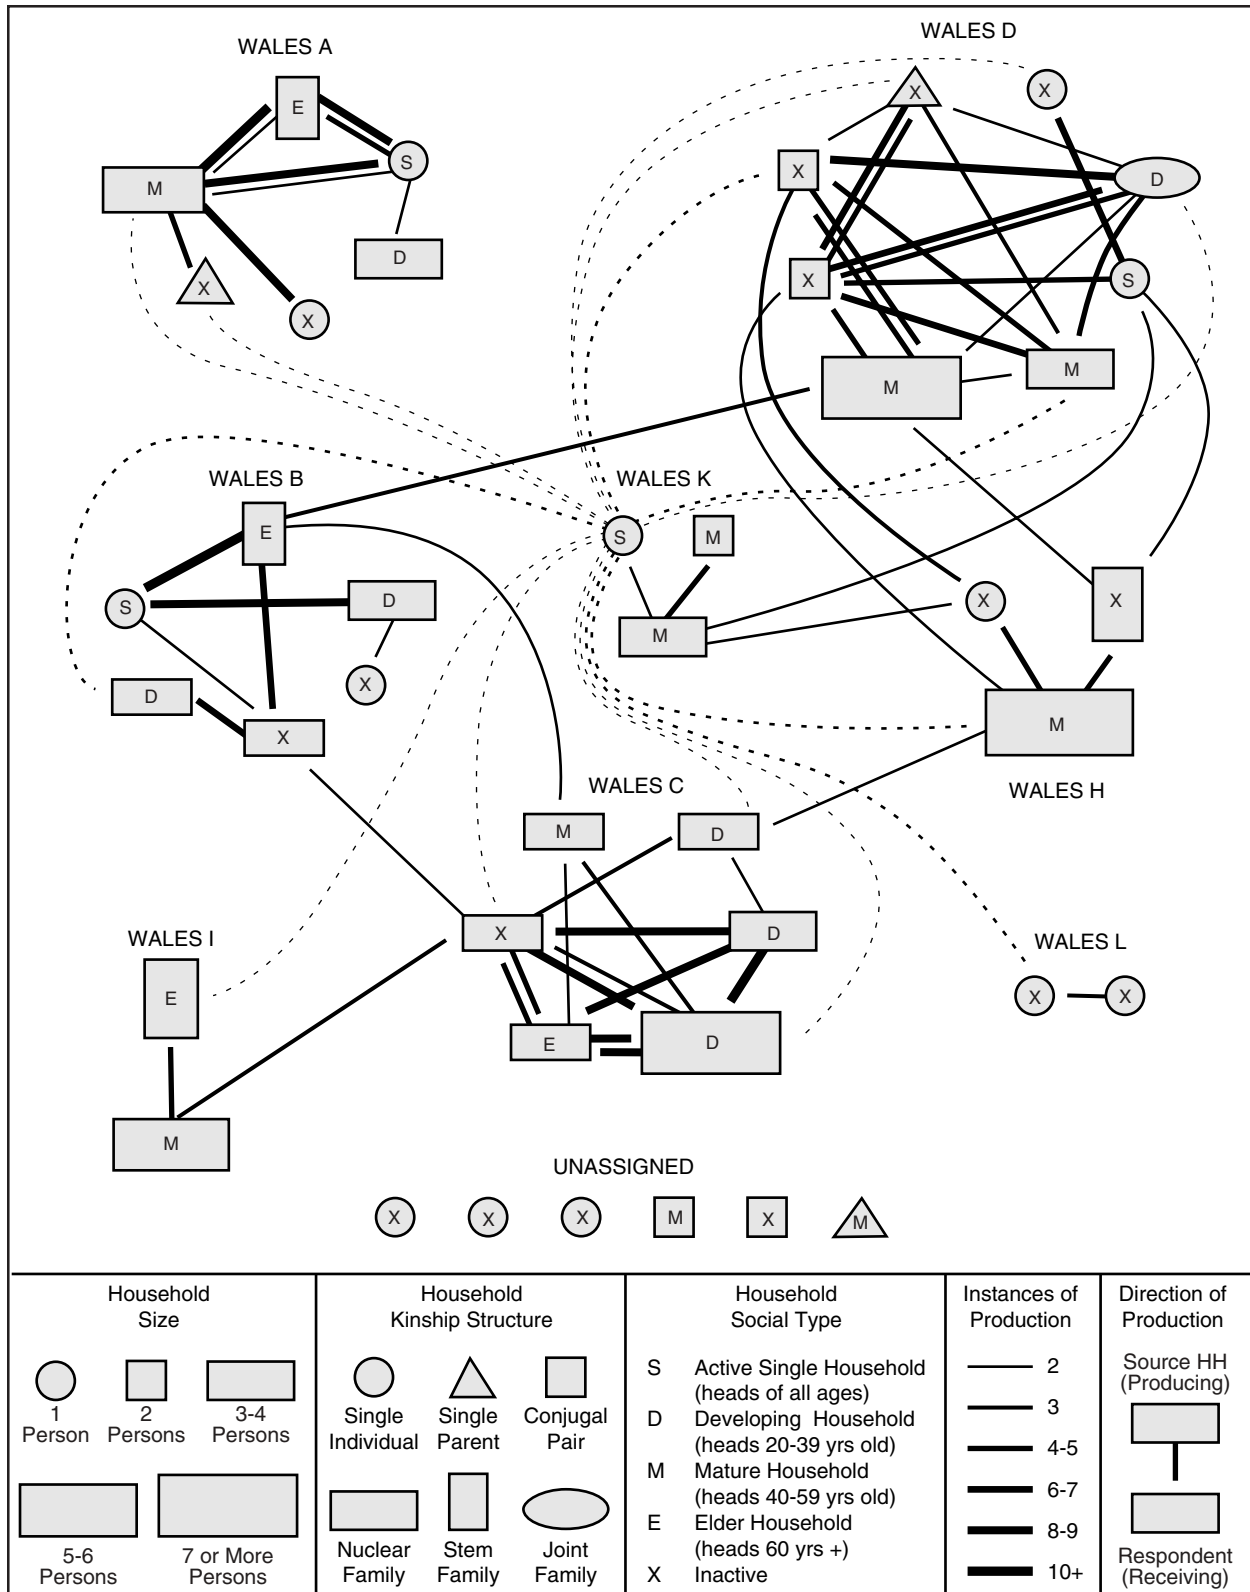 WALES A
WALES D
E
X
X
S
M
X
D
D
X
X
X
S
X
M
M
WALES B
WALES K
E
S
M
S
D
X
X
M
X
D
X
M
WALES C
WALES H
M
D
X
D
WALES I
WALES L
E
X
X
E
D
M
UNASSIGNED
X
X
X
M
X
M
Household
Size
1
Person
2
Persons
3-4
Persons
5-6
Persons
7 or More
Persons
Household
Kinship Structure
Single
Individual
Single
Parent
Conjugal
Pair
Nuclear
Family
Stem
Family
Joint
Family
Household
Social Type
S Active Single Household
(heads of all ages)
D Developing Household
(heads 20-39 yrs old)
M Mature Household
(heads 40-59 yrs old)
E Elder Household
(heads 60 yrs +)
X Inactive
Instances of
Production
2
3
4-5
6-7
8-9
10+
Direction of
Production
Source HH
(Producing)
Respondent
(Receiving)